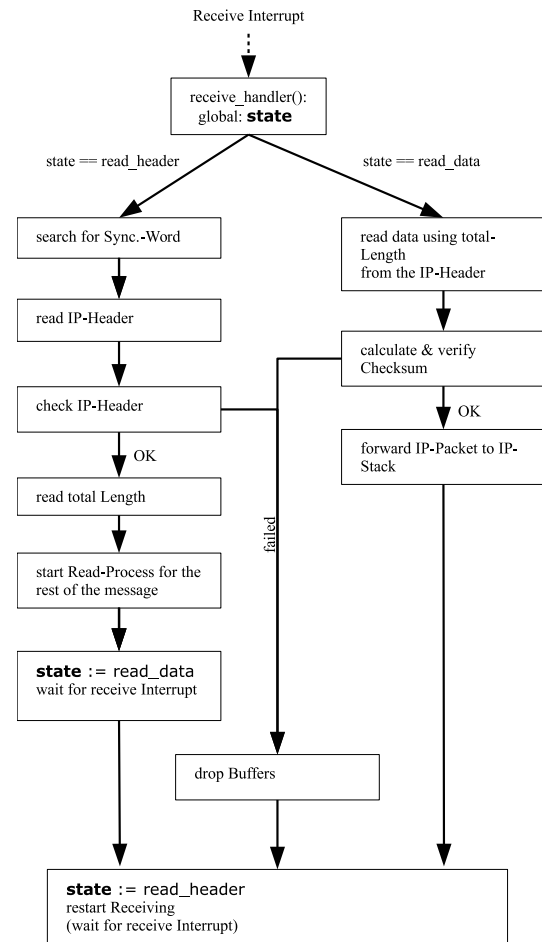 Receive Interrupt
receive_handler():
global: state
state == read_header
state == read_data
search for Sync.-Word
read data using total-
Length
from the IP-Header
read IP-Header
calculate & verify
Checksum
check IP-Header
OK
OK
forward IP-Packet to IP-
Stack
read total Length
failed
start Read-Process for the
rest of the message
state := read_data
wait for receive Interrupt
drop Buffers
state := read_header
restart Receiving
(wait for receive Interrupt)